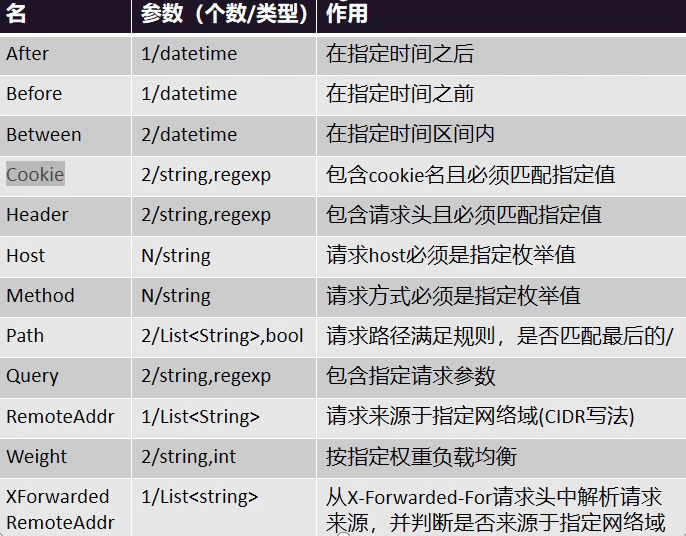 名 参数（个数/类型） 作用
After 1/datetime 在指定时间之后
Before 1/datetime 在指定时间之前
Between 2/datetime 在指定时间区间内
Cookie 2/string,regexp 包含cookie名且必须匹配指定值
Header 2/string,regexp 包含请求头且必须匹配指定值
Host N/string 请求host必须是指定枚举值
Method N/string 请求方式必须是指定枚举值
Path 2/List<String>,bool 请求路径满足规则，是否匹配最后的/
Query 2/string,regexp 包含指定请求参数
RemoteAddr 1/List<String> 请求来源于指定网络域(CIDR写法)
Weight 2/string,int 按指定权重负载均衡
XForwarded 1/List<string> 从X-Forwarded-For请求头中解析请求
RemoteAddr 来源，并判断是否来源于指定网络域